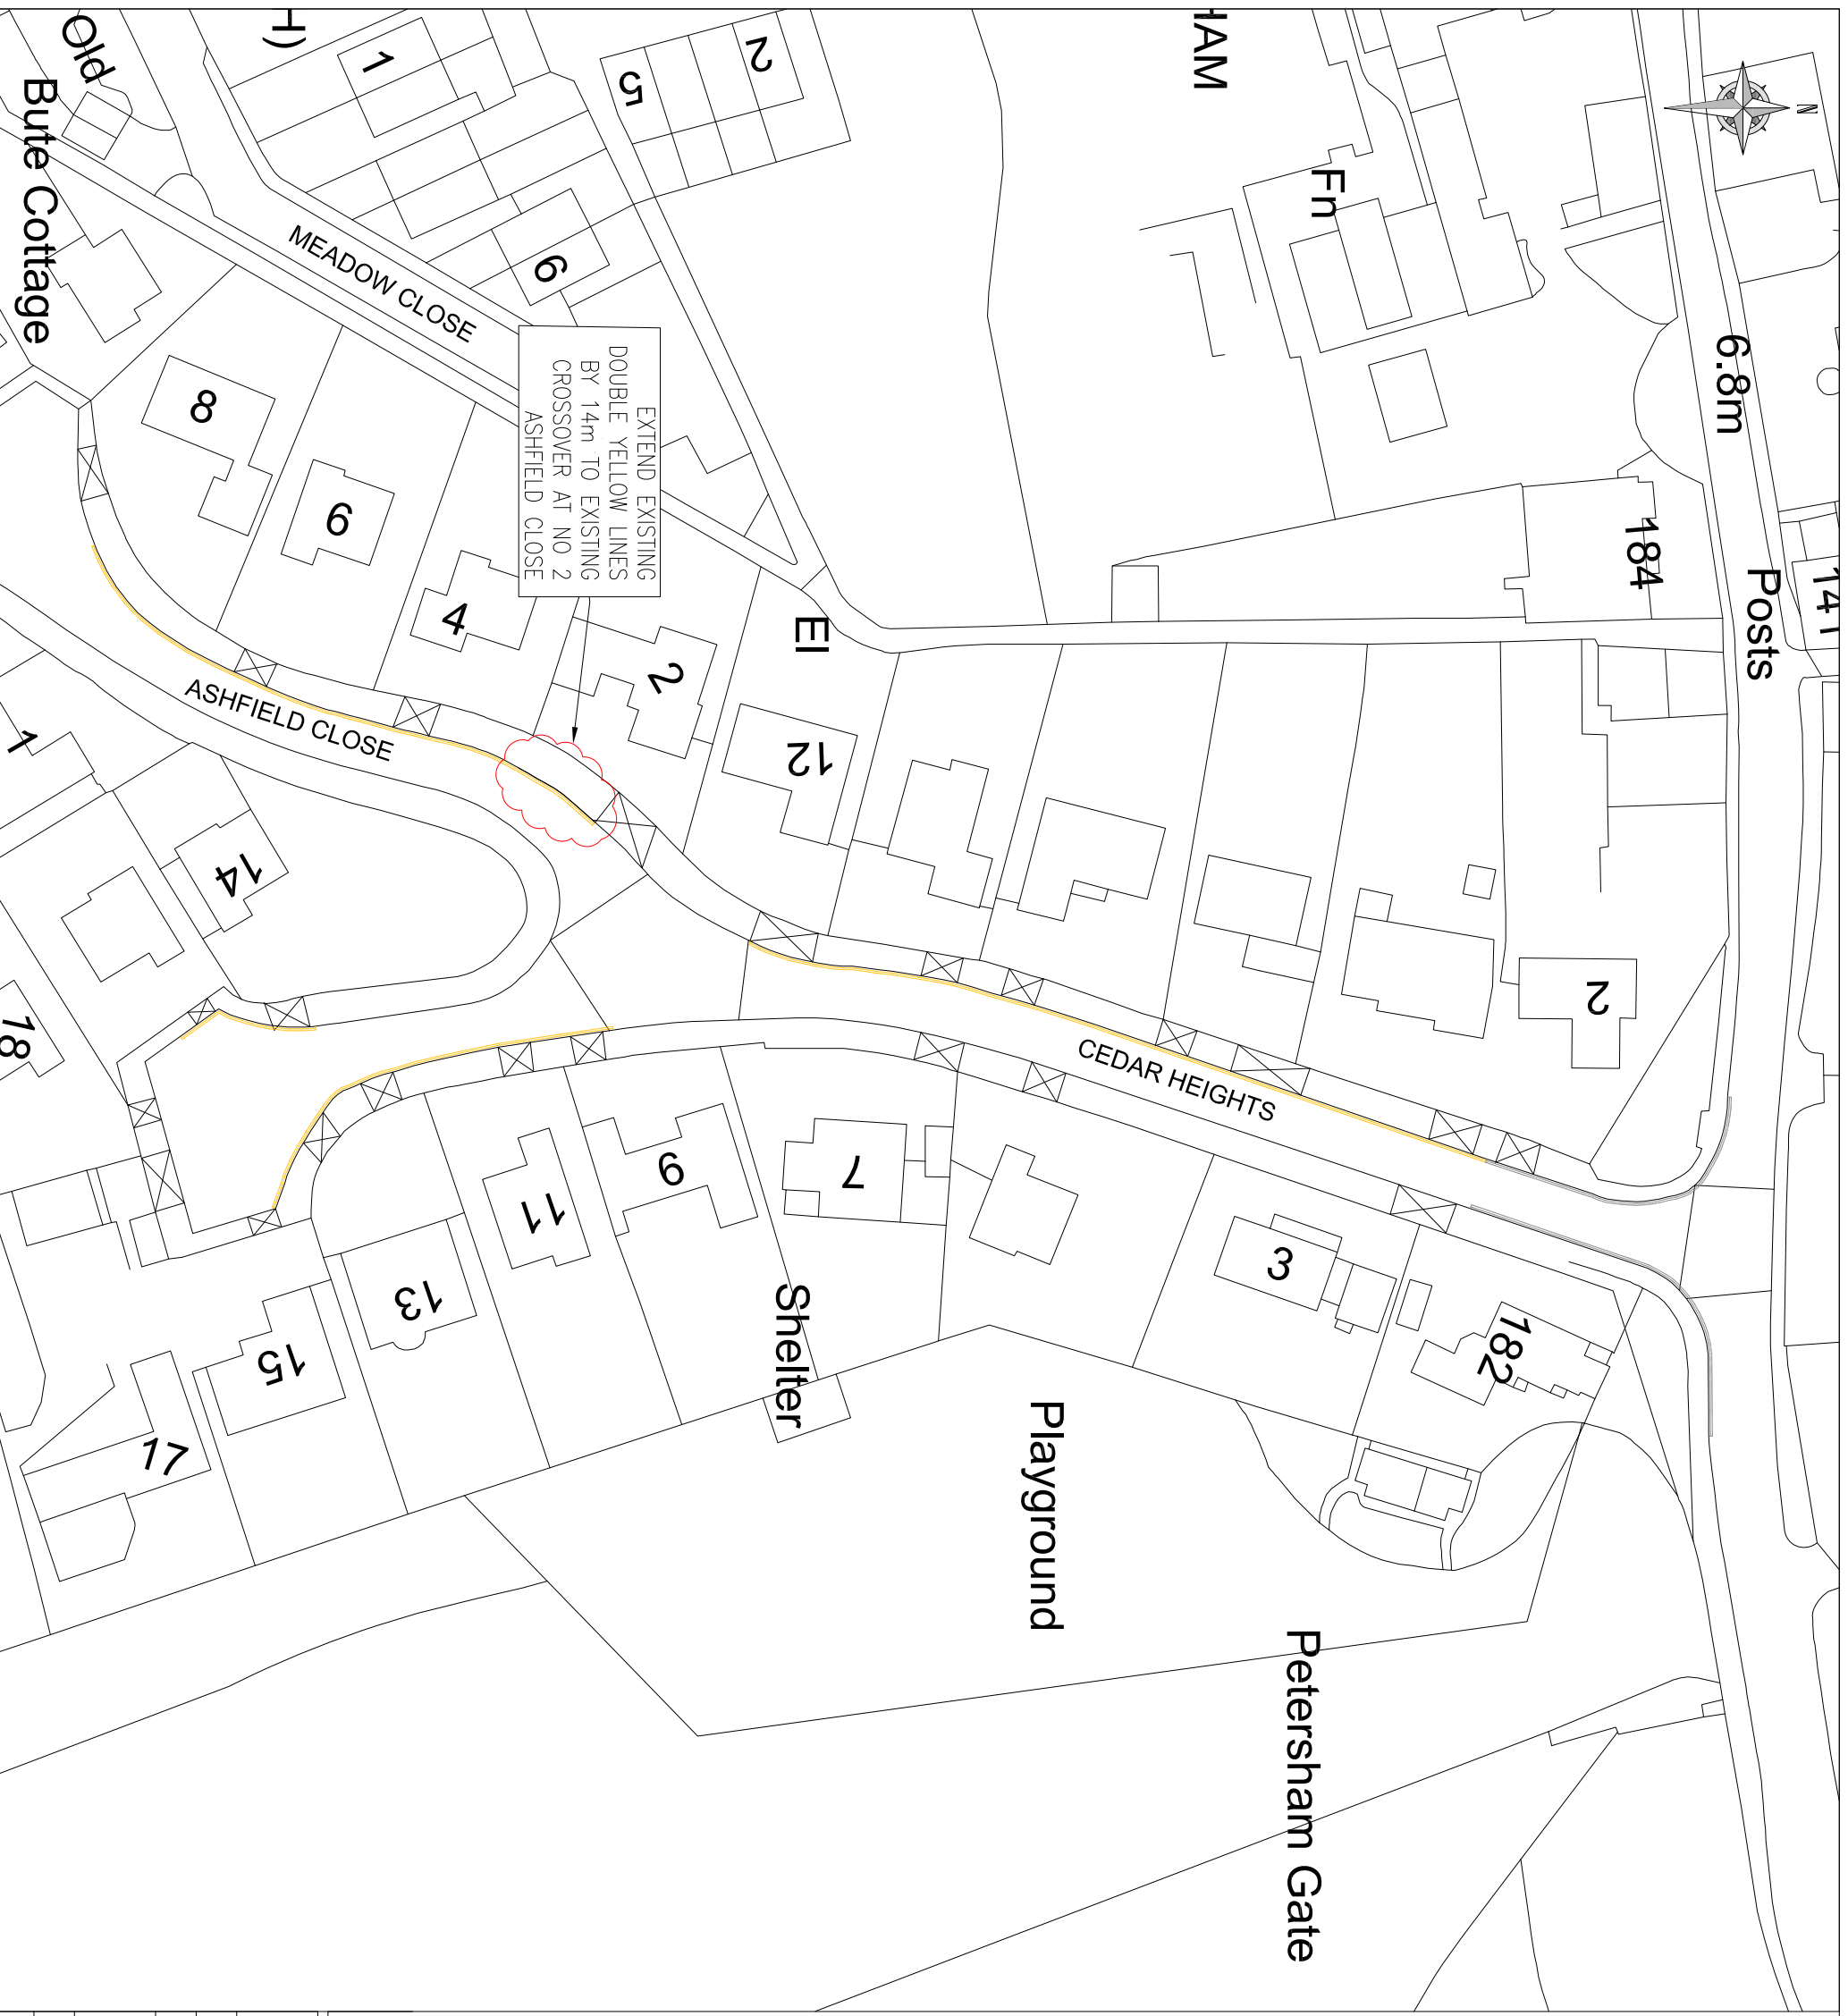 HAM
Fn
6.8m
N
184
Posts
141
2
5
1
H)
Old
Bute Cottage
6
MEADOW CLOSE
EXTEND EXISTING
DOUBLE YELLOW LINES
BY 14m TO EXISTING
CROSSOVER AT NO 2
ASHFIELD CLOSE
El
8
6
4
2
12
ASHFIELD CLOSE
1
14
18
2
CEDAR HEIGHTS
3
182
7
9
11
13
15
17
Shelter
Playground
Petersham Gate